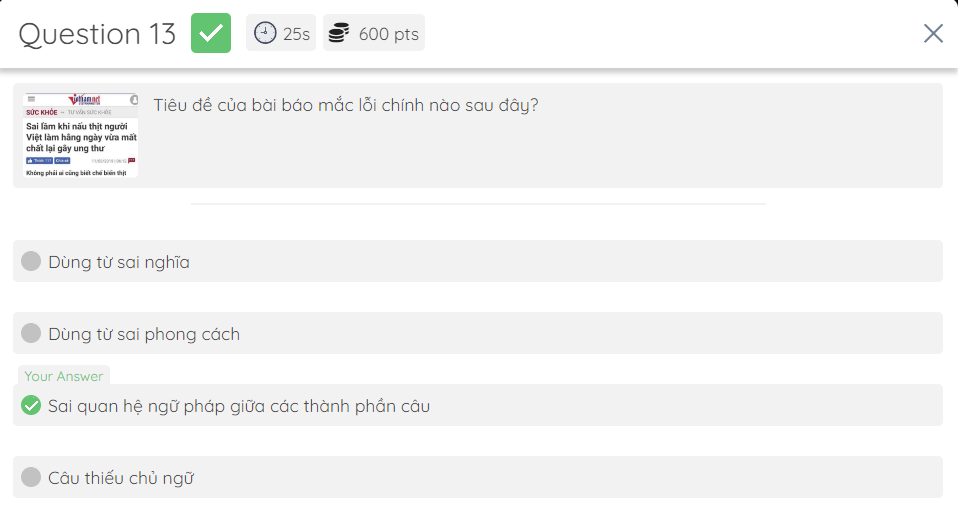 Question 13
25s
600 pts
Vietnamnet
SỨC KHỎE
TƯ VẤN SỨC KHỎE
Sai lầm khi nấu thịt người
Việt làm hằng ngày vừa mất
chất lại gây ung thư
Không phải ai cũng biết chế biến thịt
Tiêu đề của bài báo mắc lỗi chính nào sau đây?
Dùng từ sai nghĩa
Dùng từ sai phong cách
Your Answer
Sai quan hệ ngữ pháp giữa các thành phần câu
Câu thiếu chủ ngữ